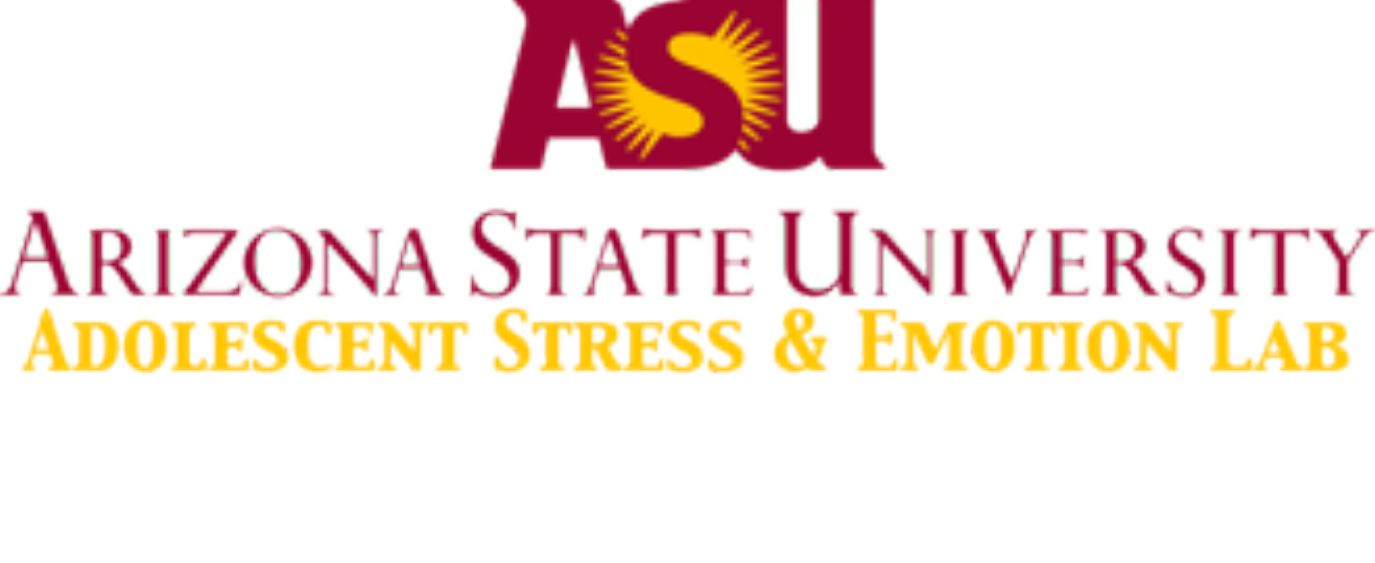 ASU
ARIZONA STATE UNIVERSITY
ADOLESCENT STRESS & EMOTION LAB